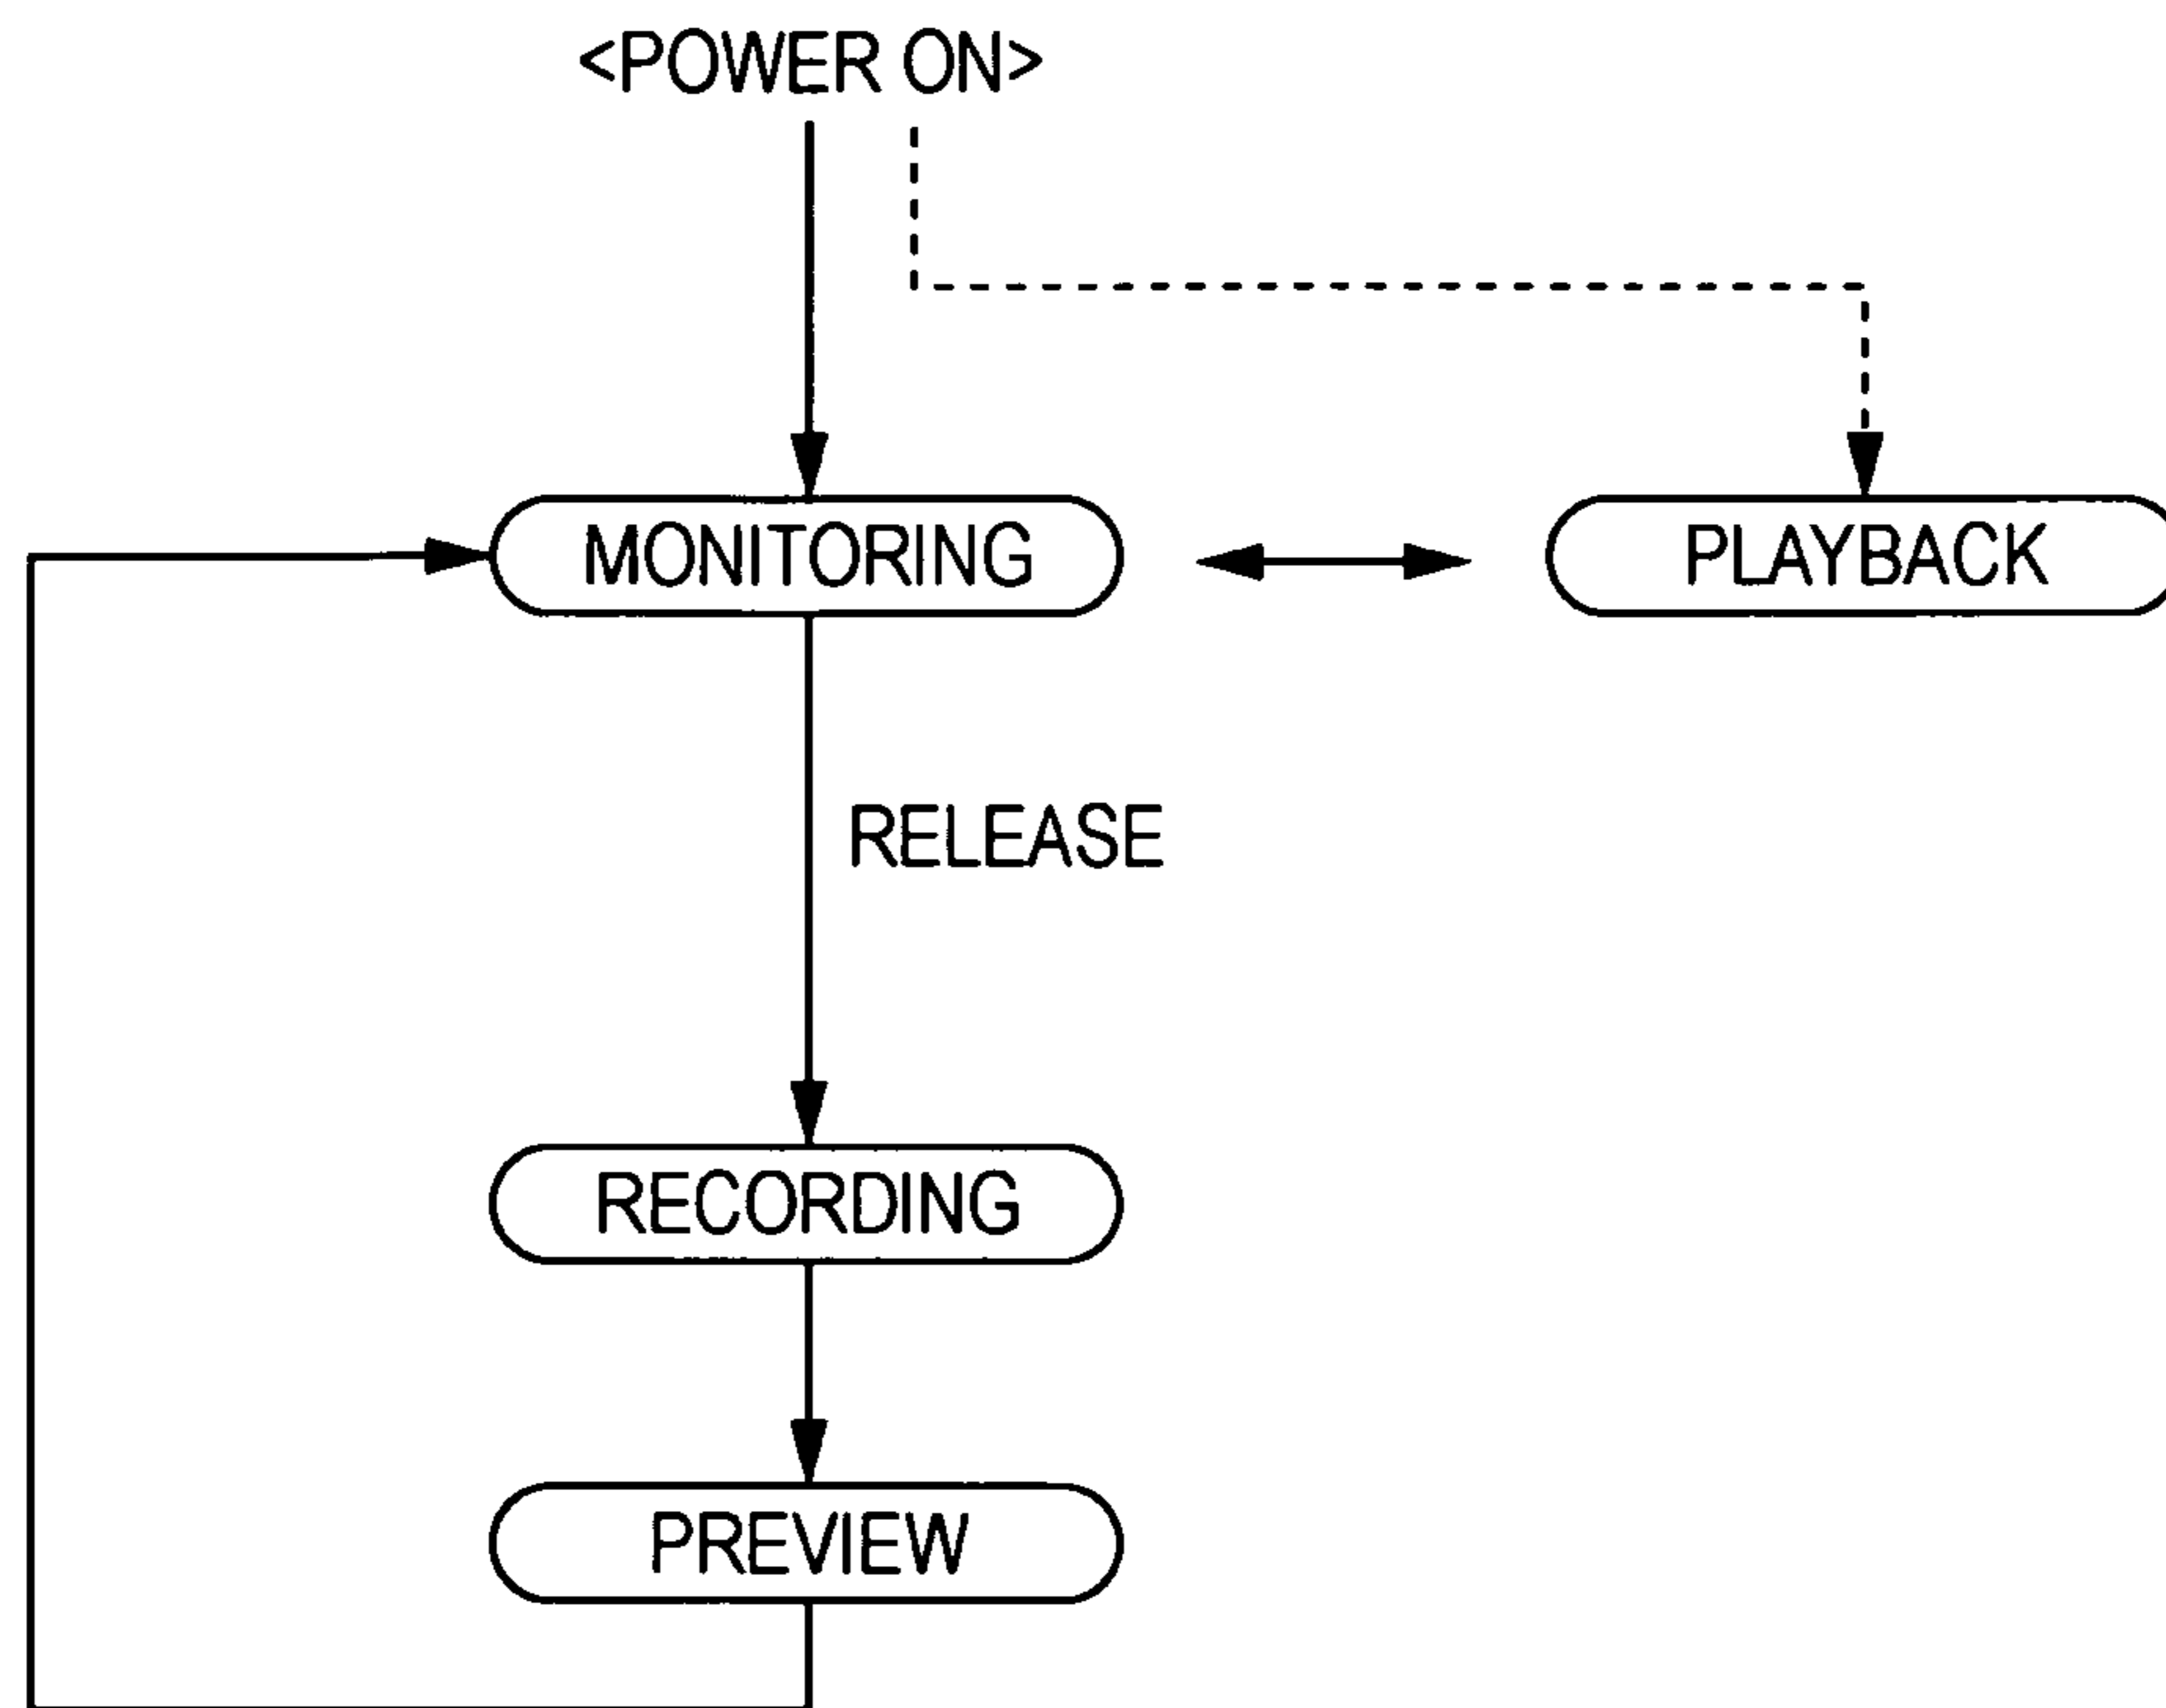 <POWER ON>
MONITORING
PLAYBACK
RELEASE
RECORDING
PREVIEW